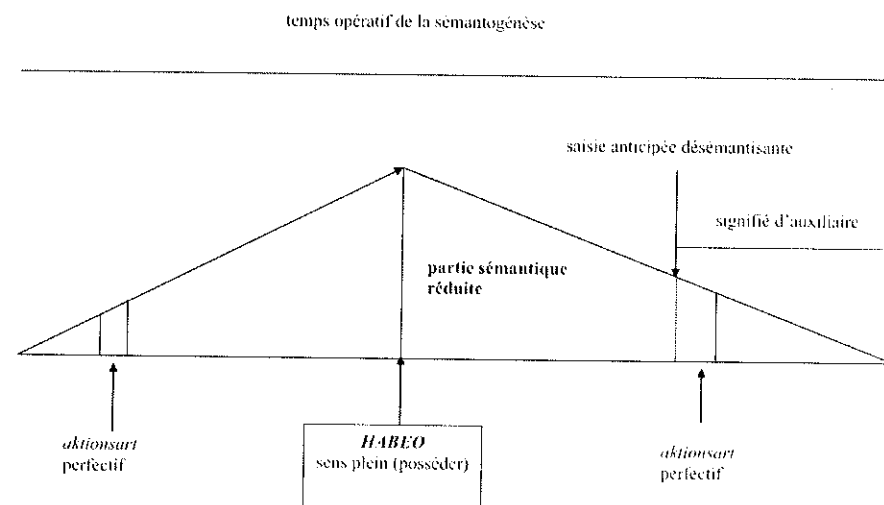 temps opératif de la sémantogénèse
saisie anticipée désémantisante
signifié d'auxiliaire
partie sémantique
réduite
aktionsart
perfectif
HABEO
sens plein (posséder)
aktionsart
perfectif